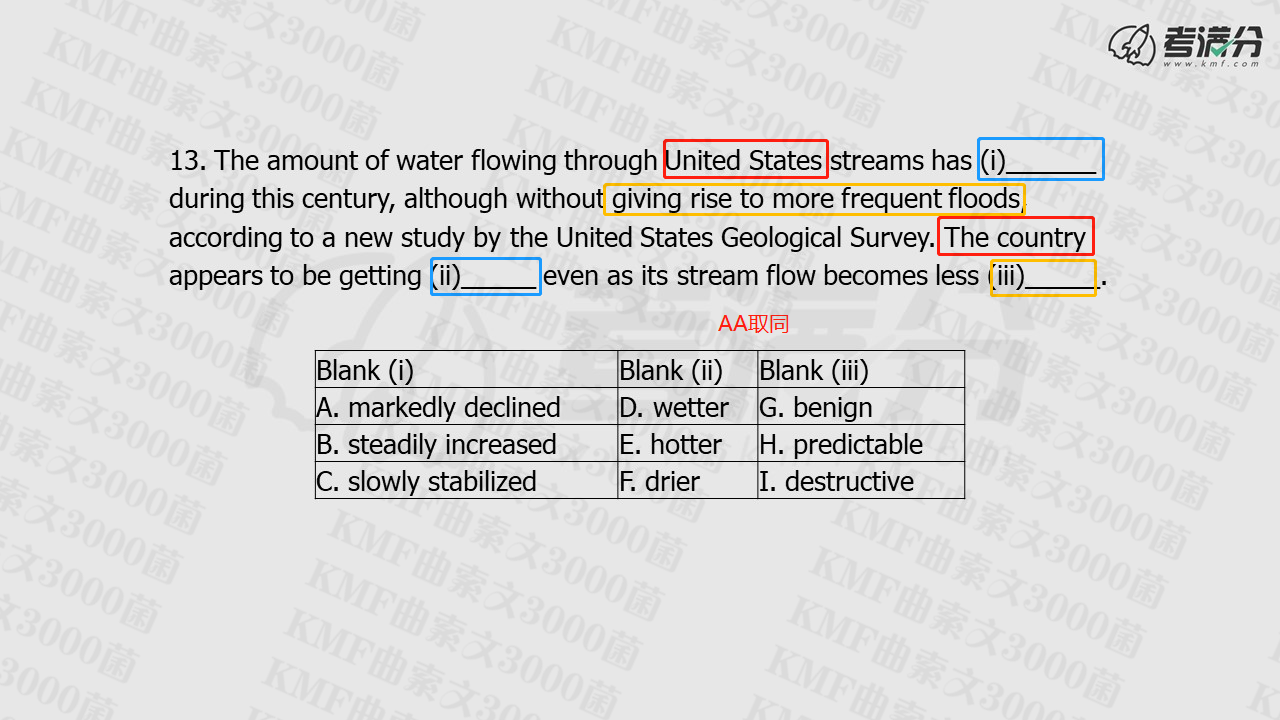 考满分
www.kmf.com
13. The amount of water flowing through United States streams has (i)_______
during this century, although without giving rise to more frequent floods,
according to a new study by the United States Geological Survey. The country
appears to be getting (ii)______ even as its stream flow becomes less (iii)______.
AA取同
Blank (i) Blank (ii) Blank (iii)
A. markedly declined D. wetter G. benign
B. steadily increased E. hotter H. predictable
C. slowly stabilized F. drier I. destructive
KMF曲索文3000菌